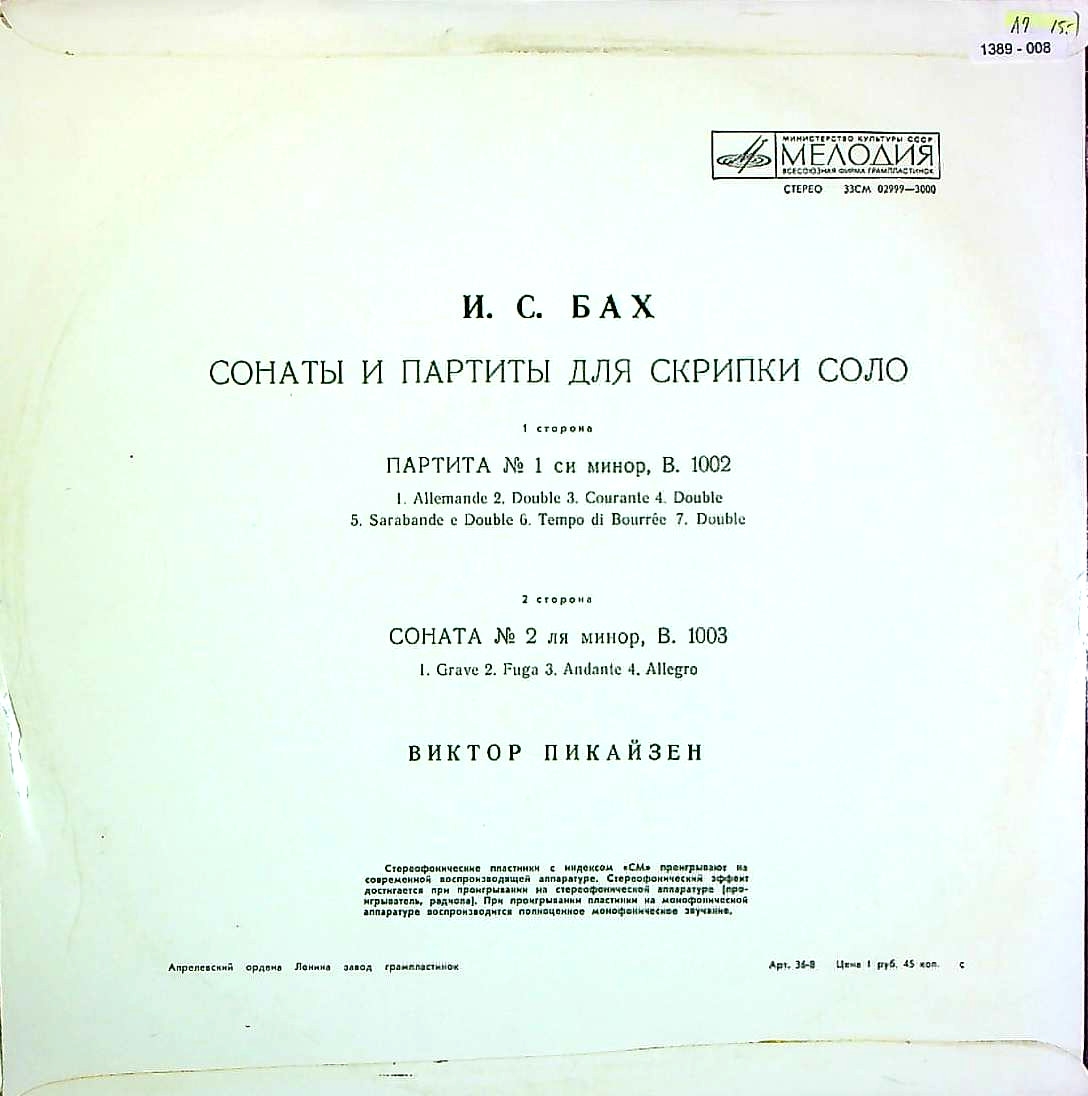 А9 15:-
1389 - 008
МИНИСТЕРСТВО КУЛЬТУРЫ СССР
МЕЛОДИЯ
ВСЕСОЮЗНАЯ ФИРМА ГРАМПЛАСТИНОК
СТЕРЕО 33СМ 02999—3000
И. С. БАХ
СОНАТЫ И ПАРТИТЫ ДЛЯ СКРИПКИ СОЛО
1 сторона
ПАРТИТА № 1 си минор, В. 1002
1. Allemande 2. Double 3. Courante 4. Double
5. Sarabande e Double 6. Tempo di Bourrée 7. Double
2 сторона
СОНАТА № 2 ля минор, В. 1003
1. Grave 2. Fuga 3. Andante 4. Allegro
ВИКТОР ПИКАЙЗЕН
Стереофонические пластинки с индексом «СМ» проигрывают на
современной воспроизводящей аппаратуре. Стереофонический эффект
достигается при проигрывании на стереофонической аппаратуре (про-
игрыватель, радиола). При проигрывании пластинки на монофонической
аппаратуре воспроизводится полноценное монофоническое звучание.
Апрелевский ордена Ленина завод грампластинок
Арт. 36-8 Цена 1 руб. 45 коп. с